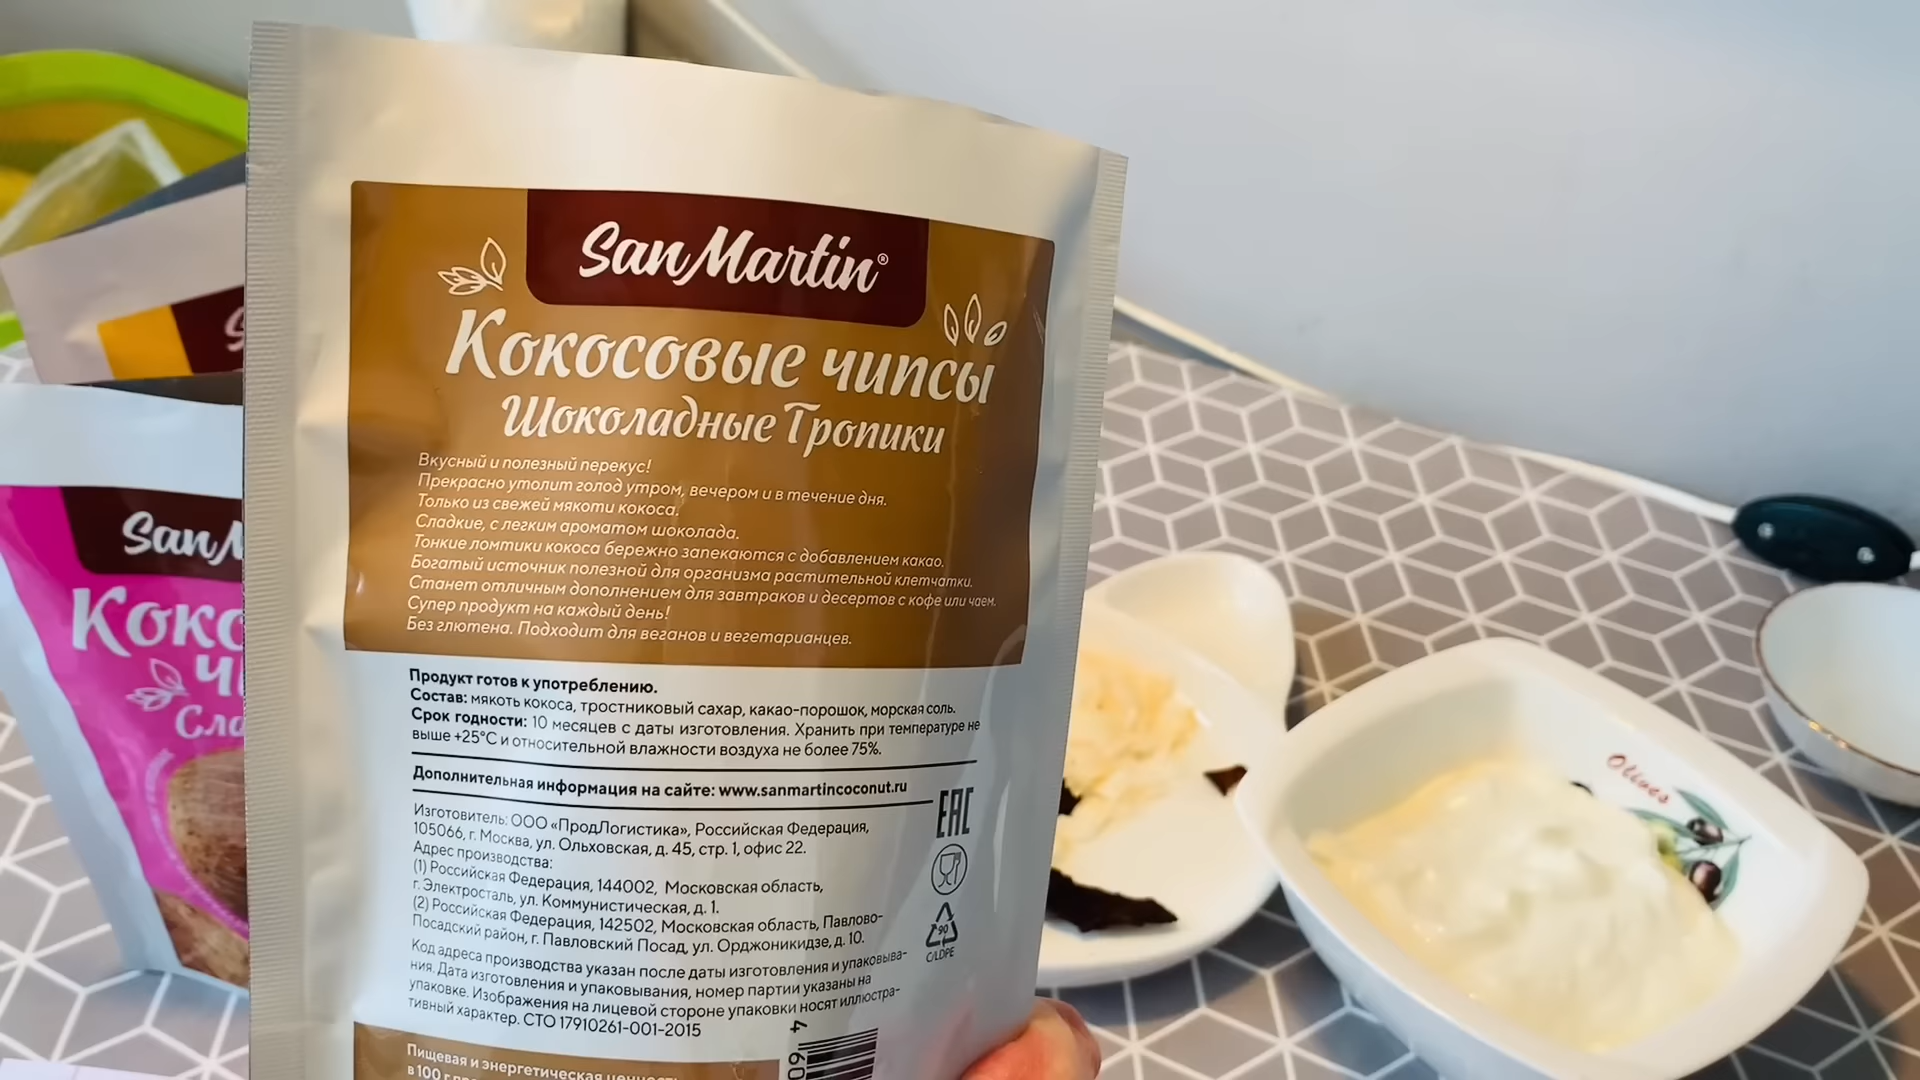 SanMartin®
Кокосовые чипсы
Шоколадные Тропики
Вкусный и полезный перекус!
Прекрасно утолит голод утром, вечером и в течение дня.
Только из свежей мякоти кокоса.
Сладкие, с легким ароматом шоколада.
Тонкие ломтики кокоса бережно запекаются с добавлением какао.
Богатый источник полезной для организма растительной клетчатки.
Станет отличным дополнением для завтраков и десертов с кофе или чаем.
Супер продукт на каждый день!
Без глютена. Подходит для веганов и вегетарианцев.
Продукт готов к употреблению.
Состав: мякоть кокоса, тростниковый сахар, какао-порошок, морская соль.
Срок годности: 10 месяцев с даты изготовления. Хранить при температуре не
выше +25°С и относительной влажности воздуха не более 75%.
Дополнительная информация на сайте: www.sanmartincoconut.ru
Изготовитель: ООО «ПродЛогистика», Российская Федерация,
105066, г. Москва, ул. Ольховская, д. 45, стр. 1, офис 22.
Адрес производства:
(1) Российская Федерация, 144002, Московская область,
г. Электросталь, ул. Коммунистическая, д. 1.
(2) Российская Федерация, 142502, Московская область, Павлово-
Посадский район, г. Павловский Посад, ул. Орджоникидзе, д. 10.
Код адреса производства указан после даты изготовления и упаковыва-
ния. Дата изготовления и упаковывания, номер партии указаны на
упаковке. Изображения на лицевой стороне упаковки носят иллюстра-
тивный характер. СТО 17910261-001-2015
EAC
90
C/LDPE
Пищевая и энергетическая ценность
в 100 г
4 60
SanM
Коко
чи
Сла
Olives